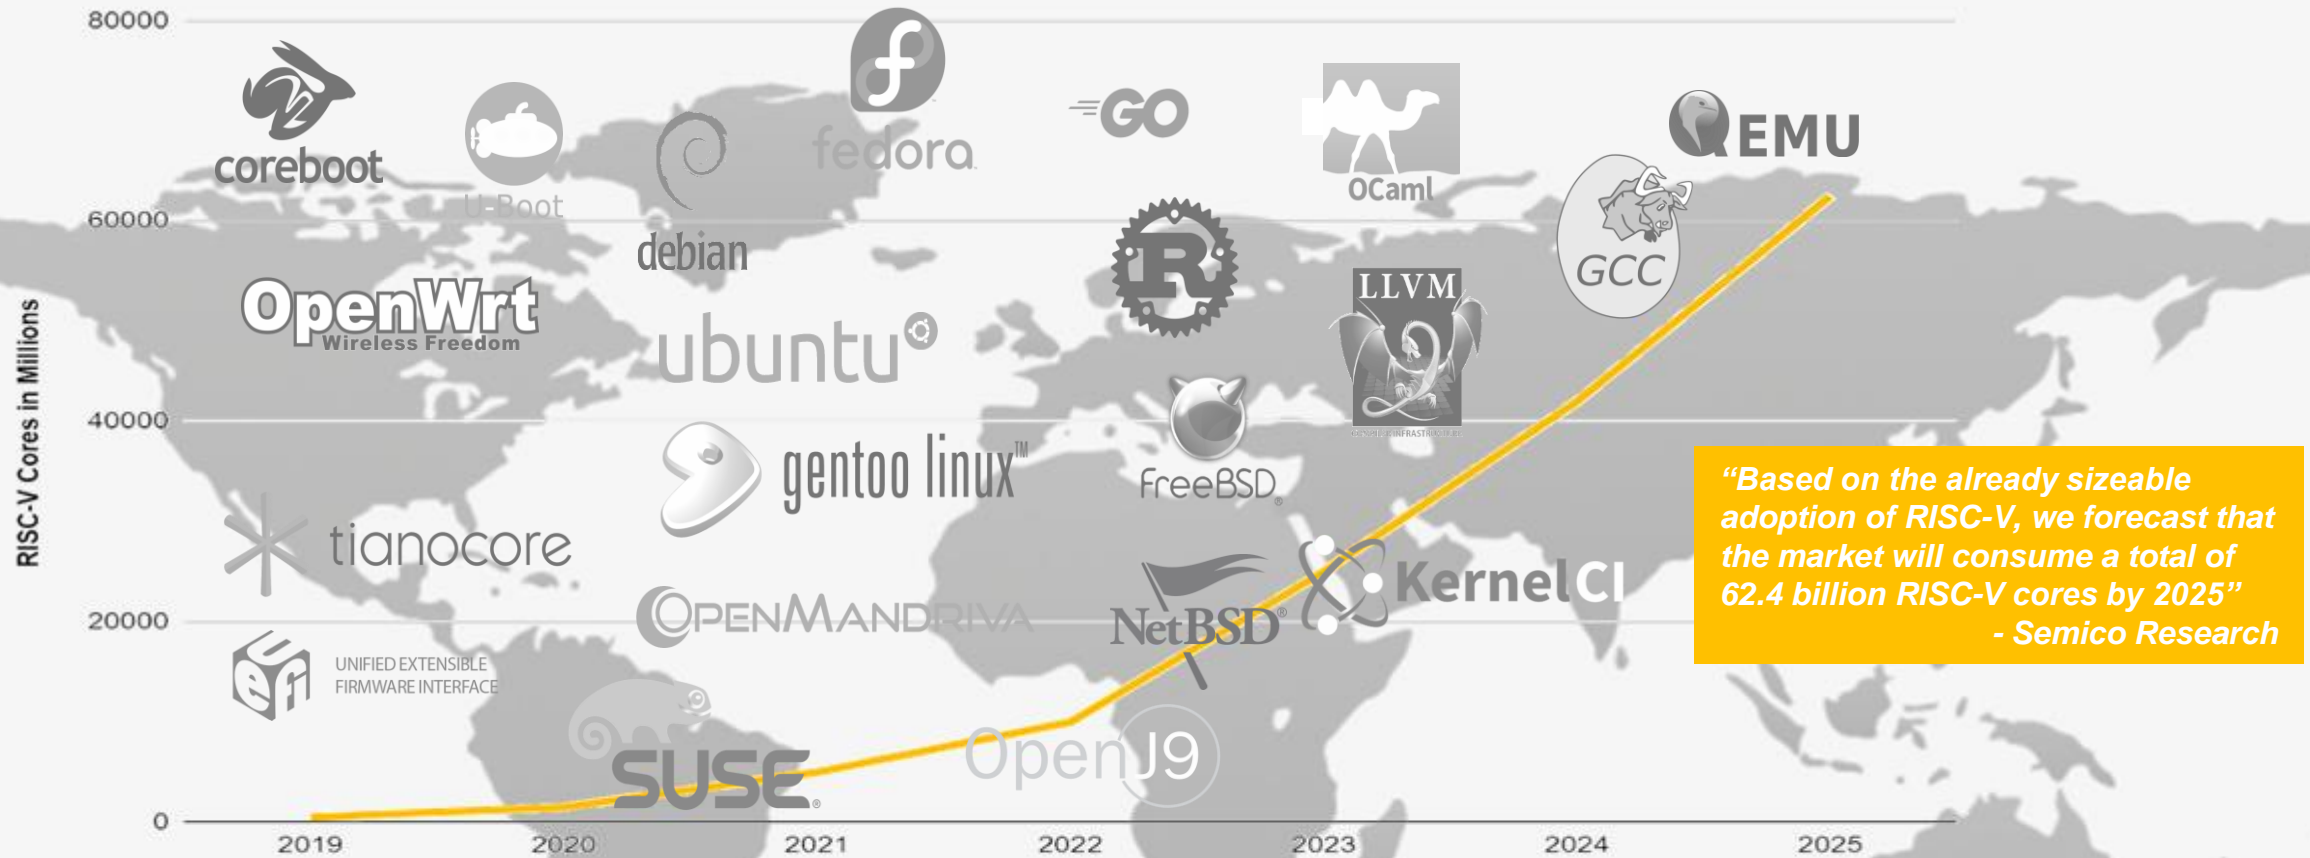 80000
60000
40000
20000
0
RISC-V Cores in Millions
2019
2020
2021
2022
2023
2024
2025
coreboot
U-Boot
debian
fedora
GO
OCaml
QEMU
GCC
OpenWrt
Wireless Freedom
ubuntu
R
LLVM
gentoo linux™
FreeBSD®
tianocore
OPENMANDRIVA
NetBSD®
KernelCI
UEFI
UNIFIED EXTENSIBLE
FIRMWARE INTERFACE
SUSE®
OpenJ9
“Based on the already sizeable
adoption of RISC-V, we forecast that
the market will consume a total of
62.4 billion RISC-V cores by 2025”
- Semico Research